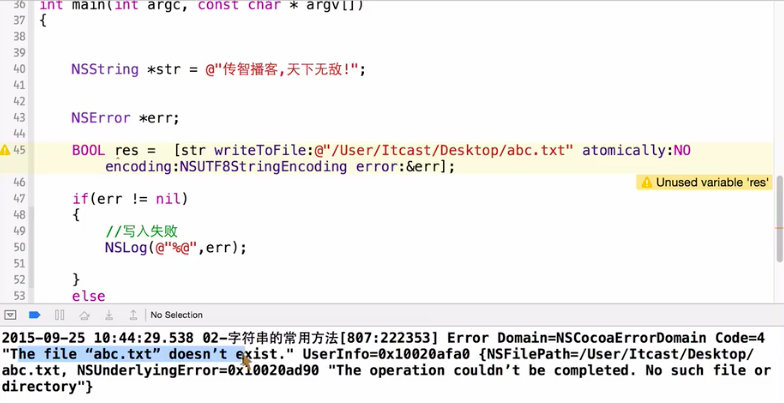 36 int main(int argc, const char * argv[])
37 {
38
39
40 NSString *str = @"传智播客,天下无敌!";
41
42
43 NSError *err;
44
45 BOOL res = [str writeToFile:@"/User/Itcast/Desktop/abc.txt" atomically:NO
encoding:NSUTF8StringEncoding error:&err];
Unused variable 'res'
46
47 if(err != nil)
48 {
49 //写入失败
50 NSLog(@"%@",err);
51
52 }
53 else
No Selection
2015-09-25 10:44:29.538 02-字符串的常用方法[807:222353] Error Domain=NSCocoaErrorDomain Code=4
"The file “abc.txt” doesn’t exist." UserInfo=0x10020afa0 {NSFilePath=/User/Itcast/Desktop/
abc.txt, NSUnderlyingError=0x10020ad90 "The operation couldn’t be completed. No such file or
directory"}